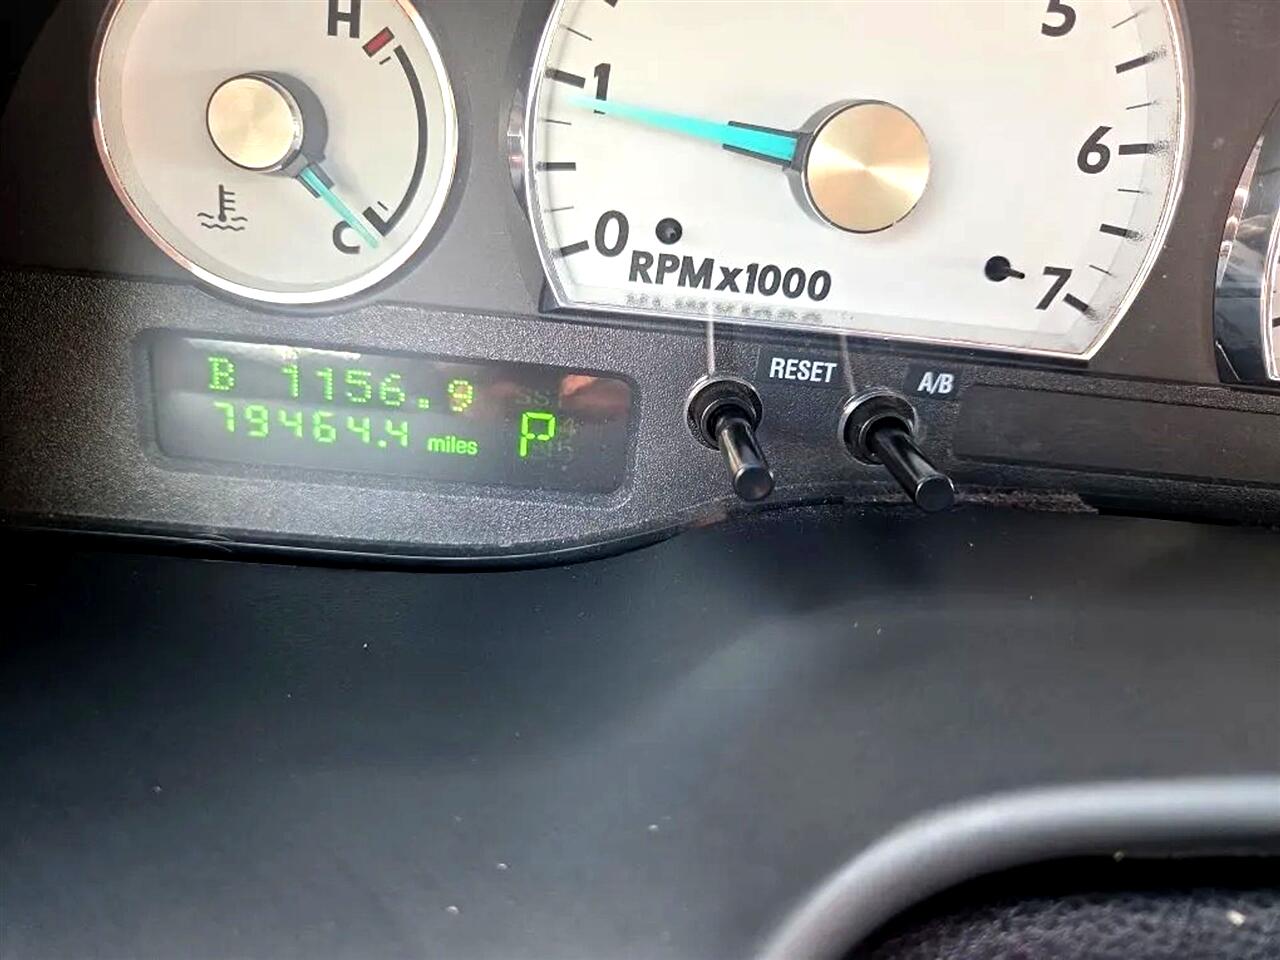 H
C
1
0
5
6
7
RPMx1000
RESET
A/B
B 1156.9
79464.4 miles
P